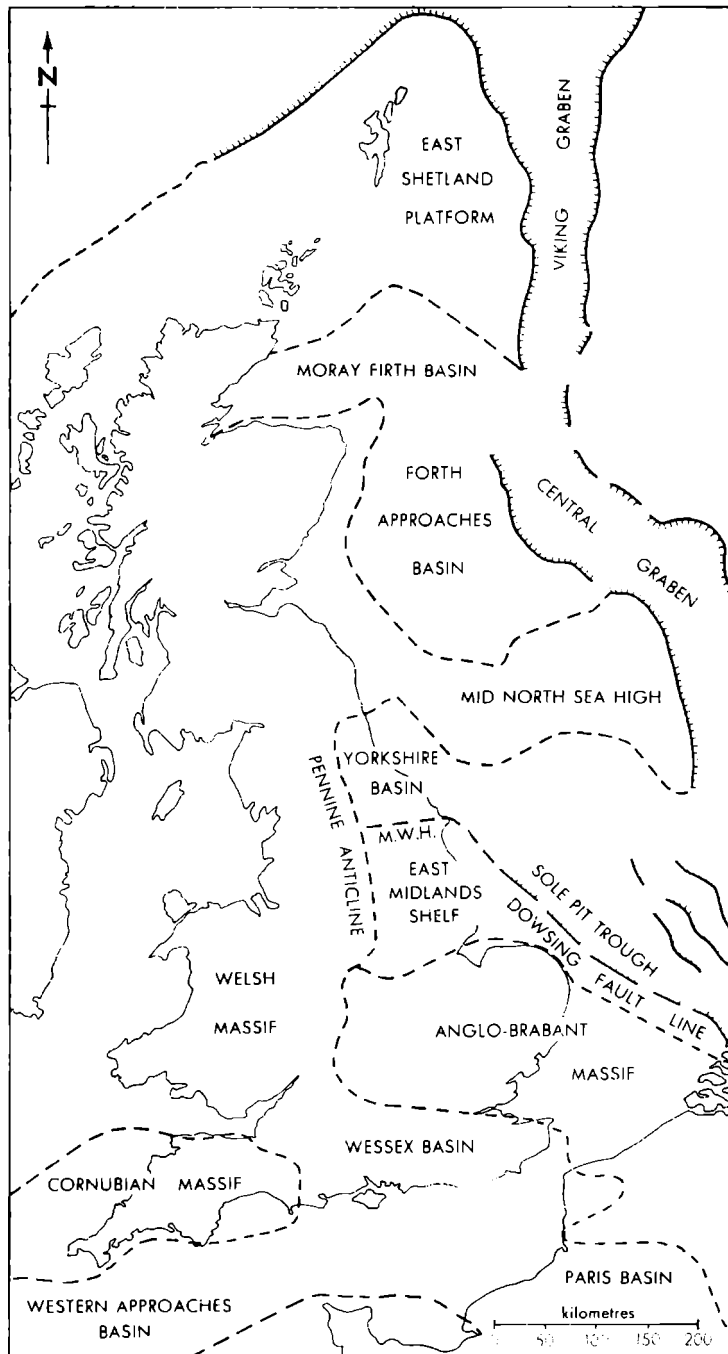 N
EAST
SHETLAND
PLATFORM
VIKING GRABEN
MORAY FIRTH BASIN
FORTH
APPROACHES
BASIN
CENTRAL
GRABEN
MID NORTH SEA HIGH
YORKSHIRE
BASIN
PENNINE ANTICLINE
M.W.H.
EAST
MIDLANDS
SHELF
SOLE PIT TROUGH
DOWSING FAULT LINE
WELSH
MASSIF
ANGLO-BRABANT
MASSIF
WESSEX BASIN
CORNUBIAN MASSIF
PARIS BASIN
WESTERN APPROACHES
BASIN
kilometres
0 50 100 150 200